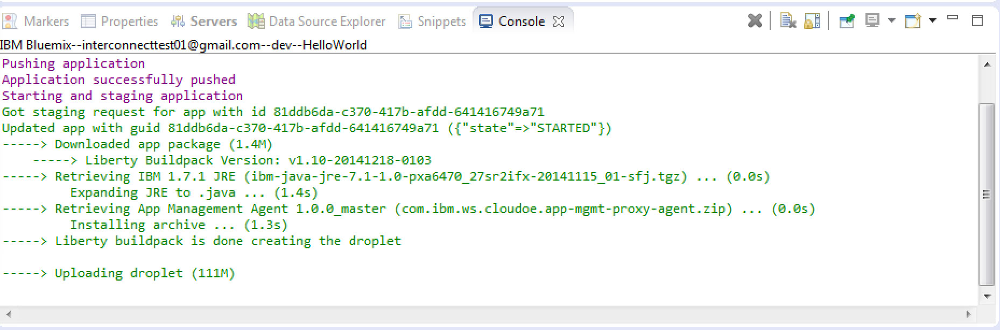 Markers Properties Servers Data Source Explorer Snippets Console
IBM Bluemix--interconnecttest01@gmail.com--dev--HelloWorld
Pushing application
Application successfully pushed
Starting and staging application
Got staging request for app with id 81ddb6da-c370-417b-afdd-641416749a71
Updated app with guid 81ddb6da-c370-417b-afdd-641416749a71 ({"state"=>"STARTED"})
-----> Downloaded app package (1.4M)
-----> Liberty Buildpack Version: v1.10-20141218-0103
-----> Retrieving IBM 1.7.1 JRE (ibm-java-jre-7.1-1.0-pxa6470_27sr2ifx-20141115_01-sfj.tgz) ... (0.0s)
Expanding JRE to .java ... (1.4s)
-----> Retrieving App Management Agent 1.0.0_master (com.ibm.ws.cloudoe.app-mgmt-proxy-agent.zip) ... (0.0s)
Installing archive ... (1.3s)
-----> Liberty buildpack is done creating the droplet
-----> Uploading droplet (111M)